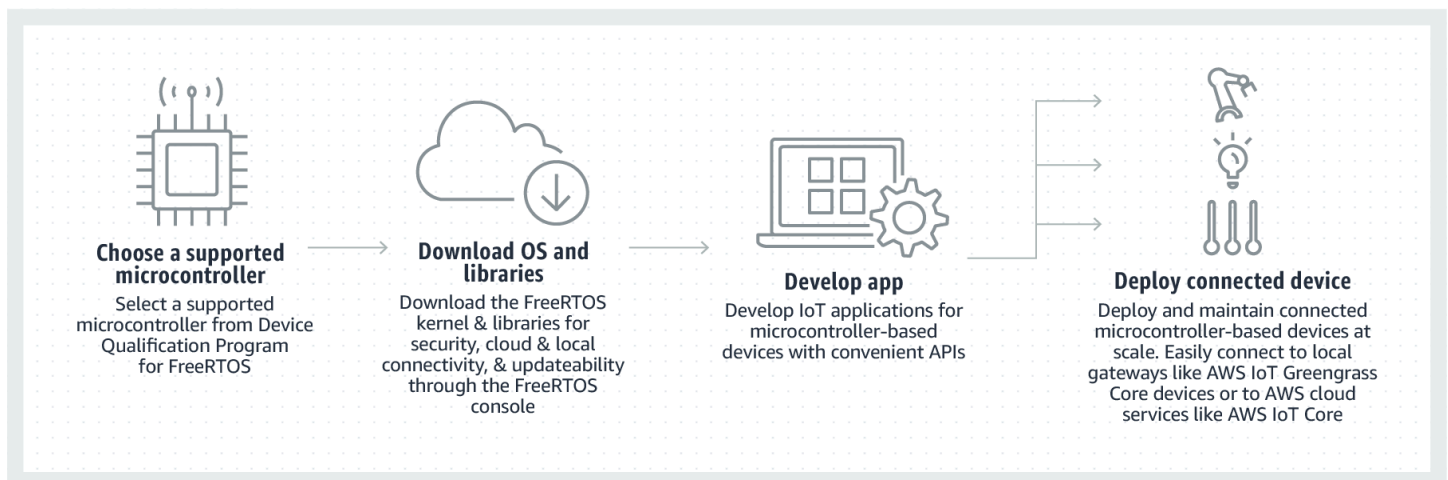 Choose a supported
microcontroller
Select a supported
microcontroller from Device
Qualification Program
for FreeRTOS
Download OS and
libraries
Download the FreeRTOS
kernel & libraries for
security, cloud & local
connectivity, & updateability
through the FreeRTOS
console
Develop app
Develop IoT applications for
microcontroller-based
devices with convenient APIs
Deploy connected device
Deploy and maintain connected
microcontroller-based devices at
scale. Easily connect to local
gateways like AWS IoT Greengrass
Core devices or to AWS cloud
services like AWS IoT Core